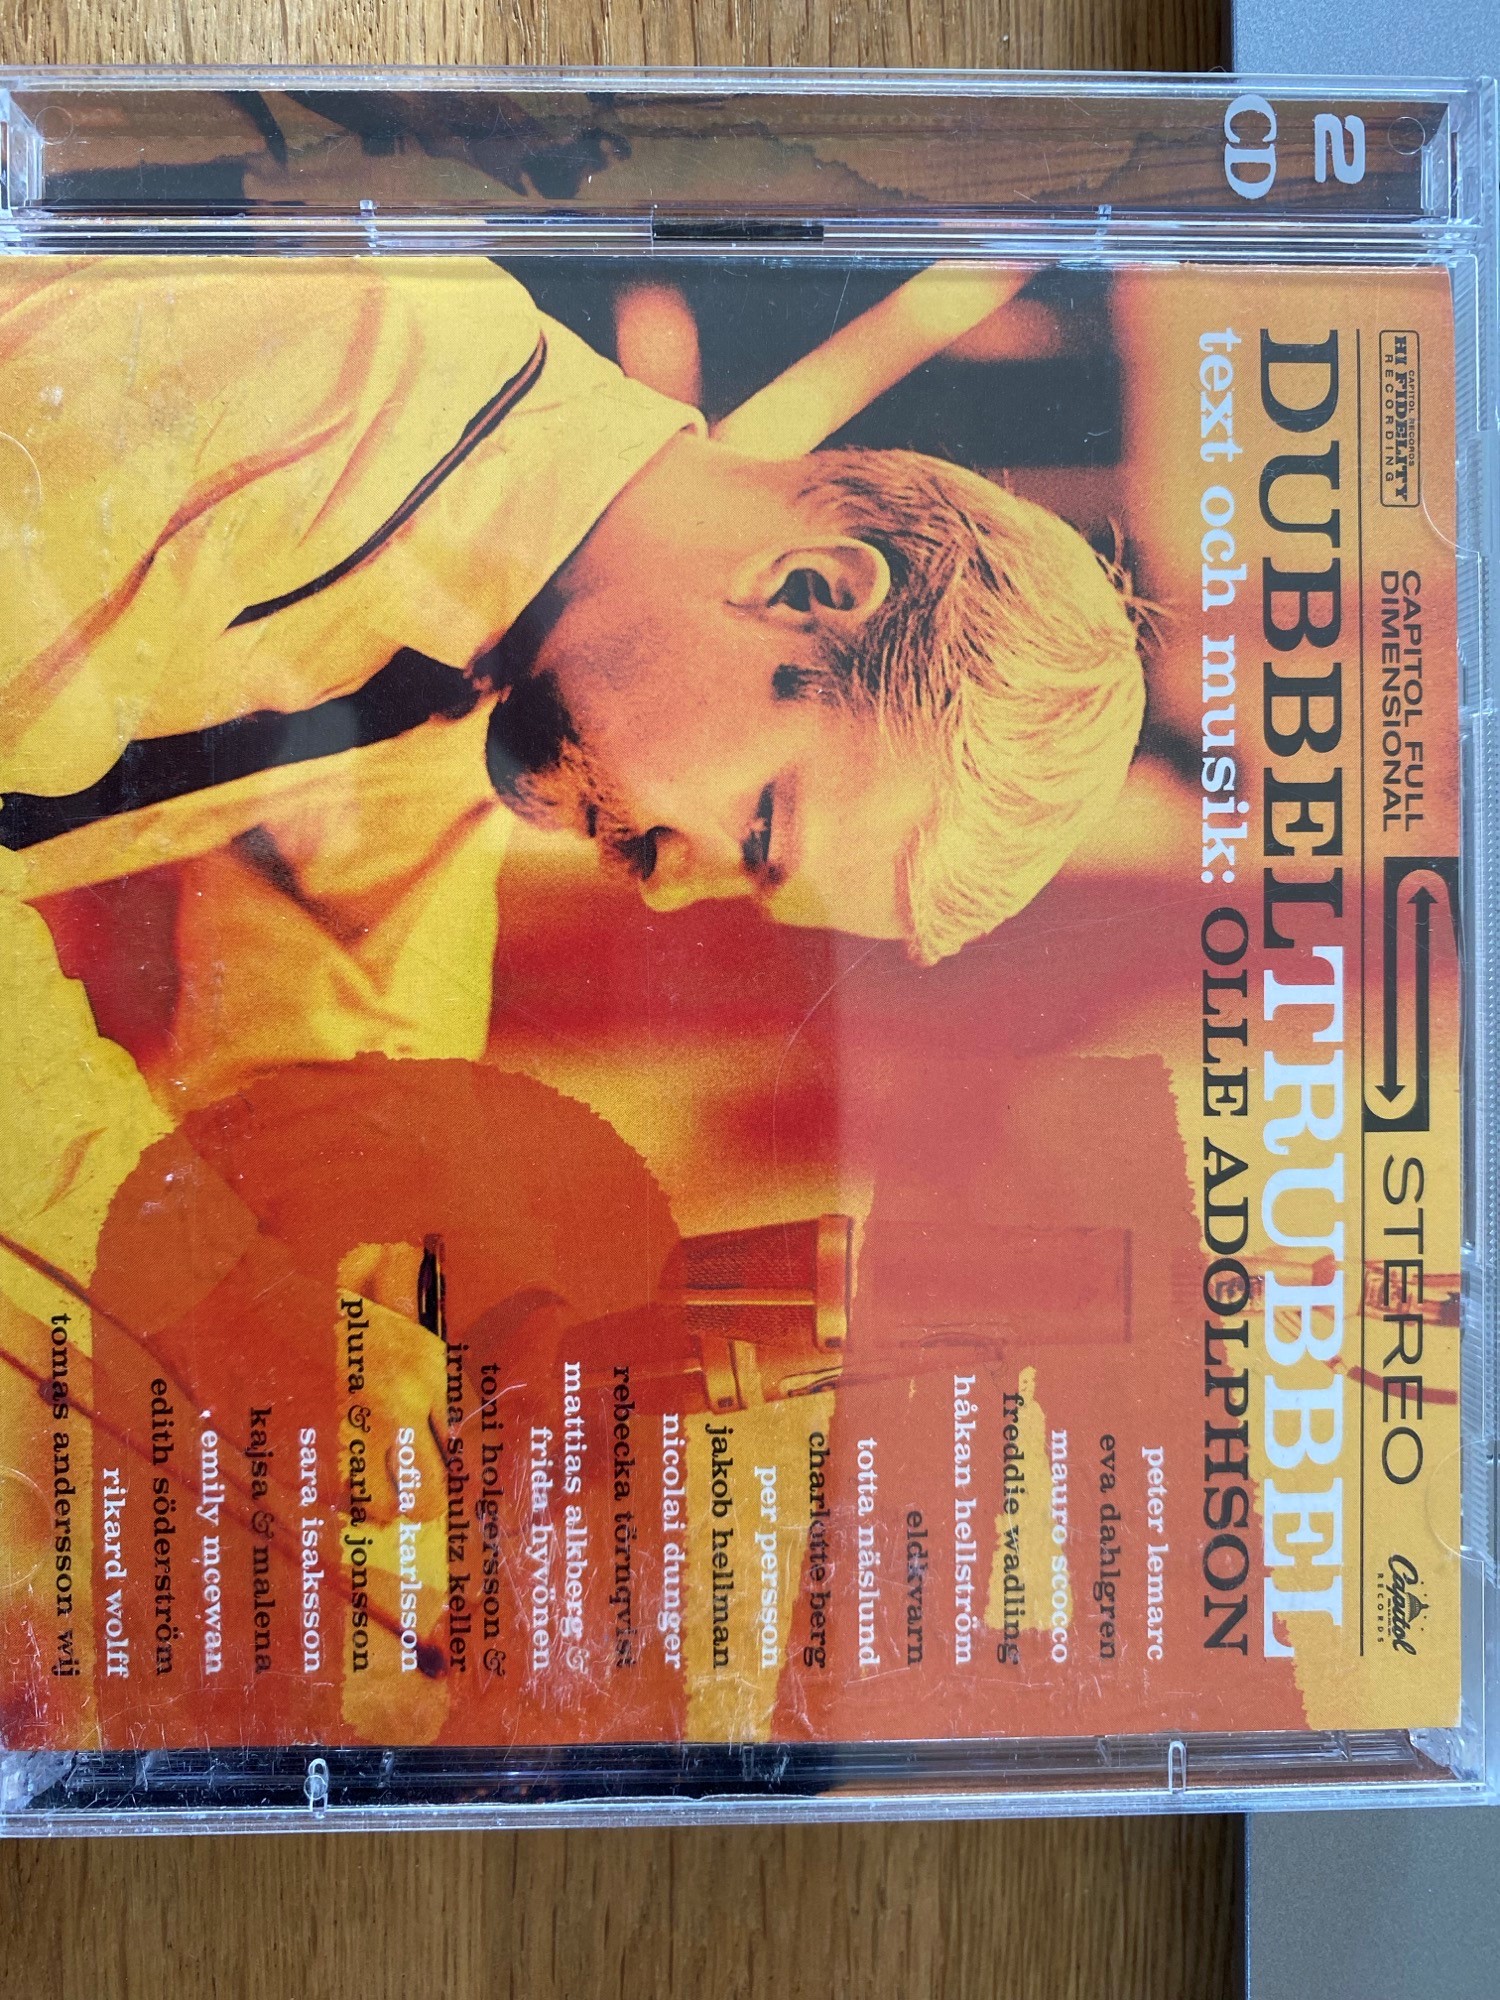 2
CD
CAPITOL RECORDS
HI FIDELITY
RECORDING
CAPITOL FULL
DIMENSIONAL
STEREO
Capitol
RECORDS
DUBBELTRUBBEL
text och musik: OLLE ADOLPHSON
peter lemarc
eva dahlgren
mauro scocco
freddie wadling
håkan hellström
eldkvarn
totta näslund
charlotte berg
per persson
jakob hellman
nicolai dunger
rebecka törnqvist
mattias alkberg &
frida hyvönen
toni holgersson &
irma schultz keller
plura & carla jonsson
sofia karlsson
sara isaksson
kajsa & malena
emily mcewan
edith söderström
rikard wolff
tomas andersson wij